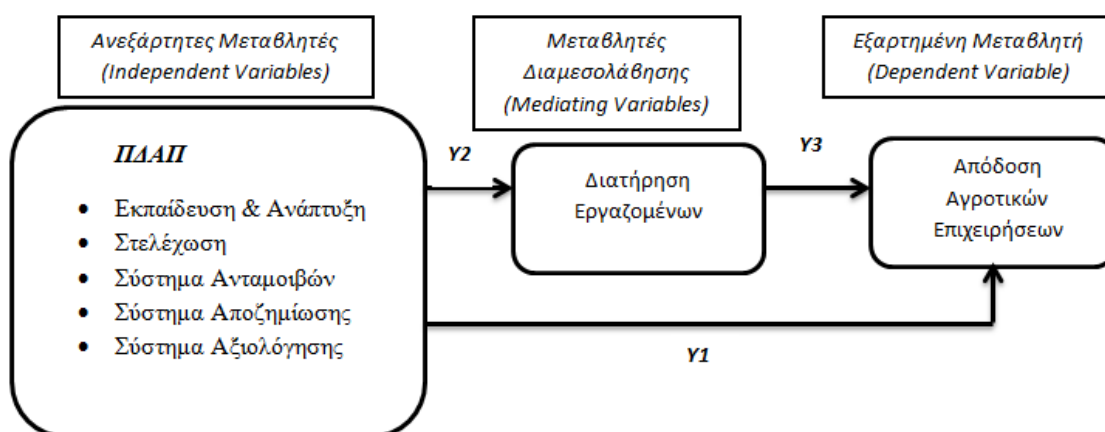 Ανεξάρτητες Μεταβλητές
(Independent Variables)
Μεταβλητές
Διαμεσολάβησης
(Mediating Variables)
Εξαρτημένη Μεταβλητή
(Dependent Variable)
ΠΔΑΠ
• Εκπαίδευση & Ανάπτυξη
• Στελέχωση
• Σύστημα Ανταμοιβών
• Σύστημα Αποζημίωσης
• Σύστημα Αξιολόγησης
Υ2
Διατήρηση
Εργαζομένων
Υ3
Απόδοση
Αγροτικών
Επιχειρήσεων
Υ1